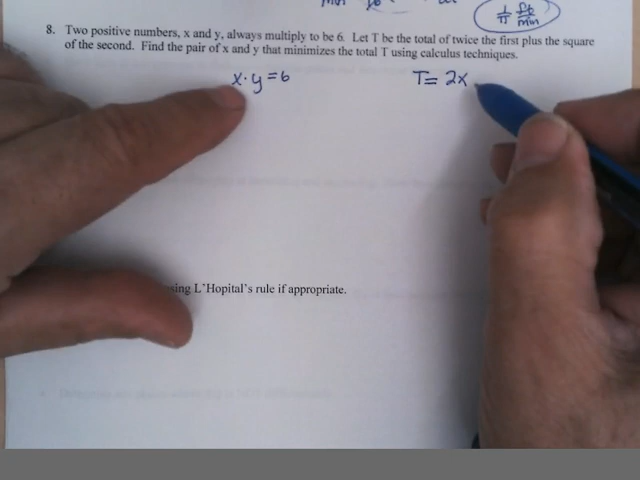 1/π ft/min
8. Two positive numbers, x and y, always multiply to be 6. Let T be the total of twice the first plus the square
of the second. Find the pair of x and y that minimizes the total T using calculus techniques.
x·y=6 T= 2x
using L'Hopital's rule if appropriate.